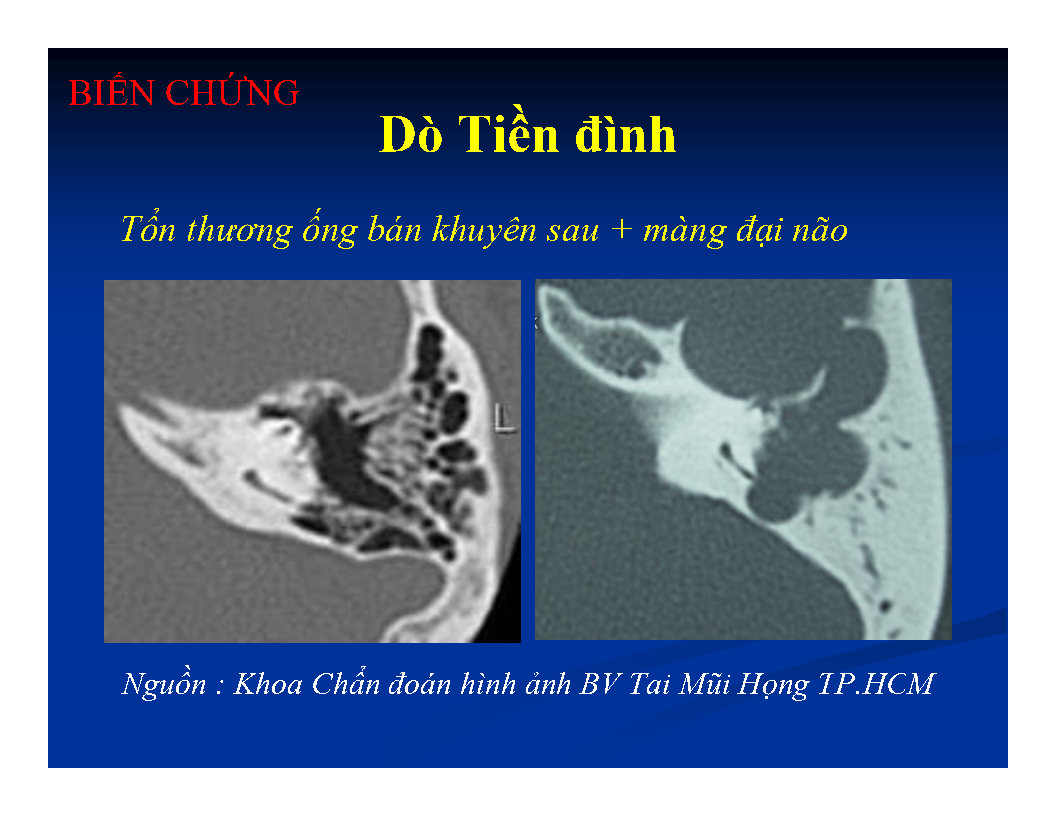 BIẾN CHỨNG
Dò Tiền đình
Tổn thương ống bán khuyên sau + màng đại não
L
Nguồn : Khoa Chẩn đoán hình ảnh BV Tai Mũi Họng TP.HCM